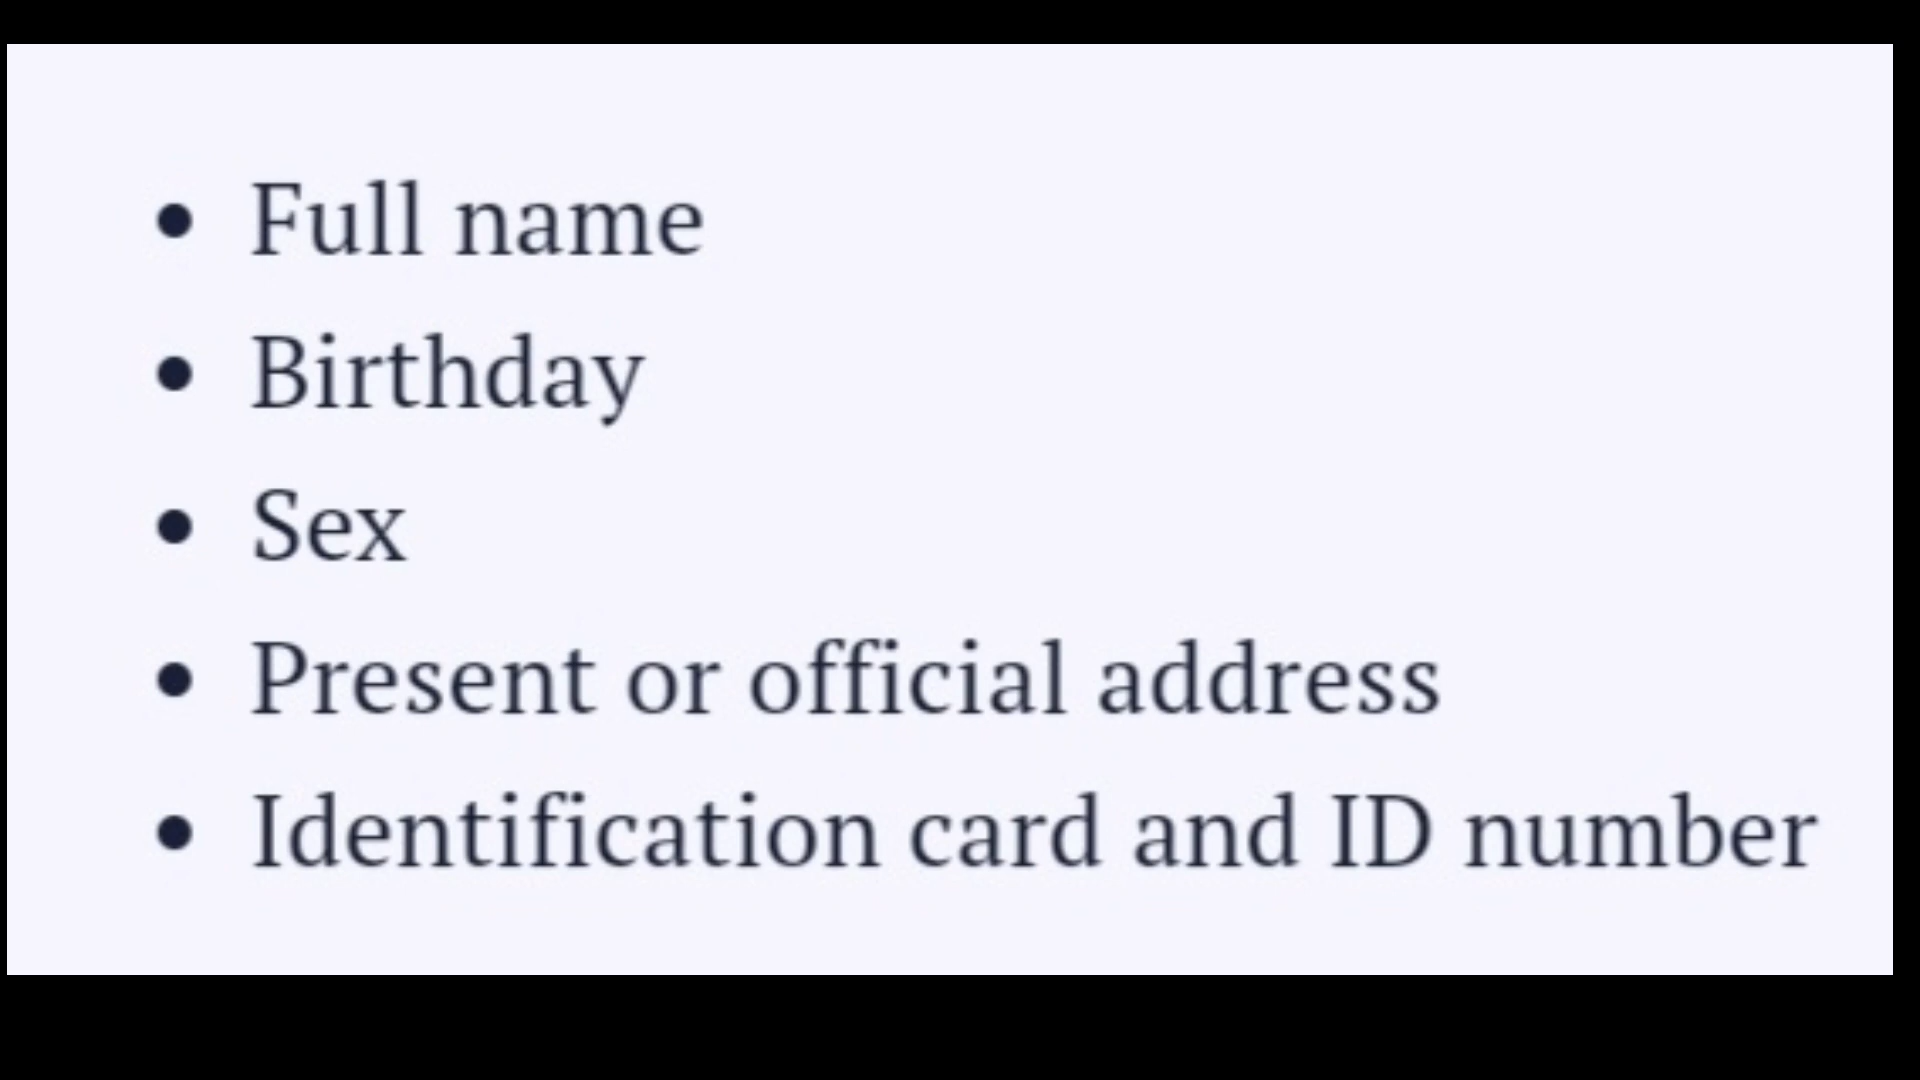 • Full name
• Birthday
• Sex
• Present or official address
• Identification card and ID number